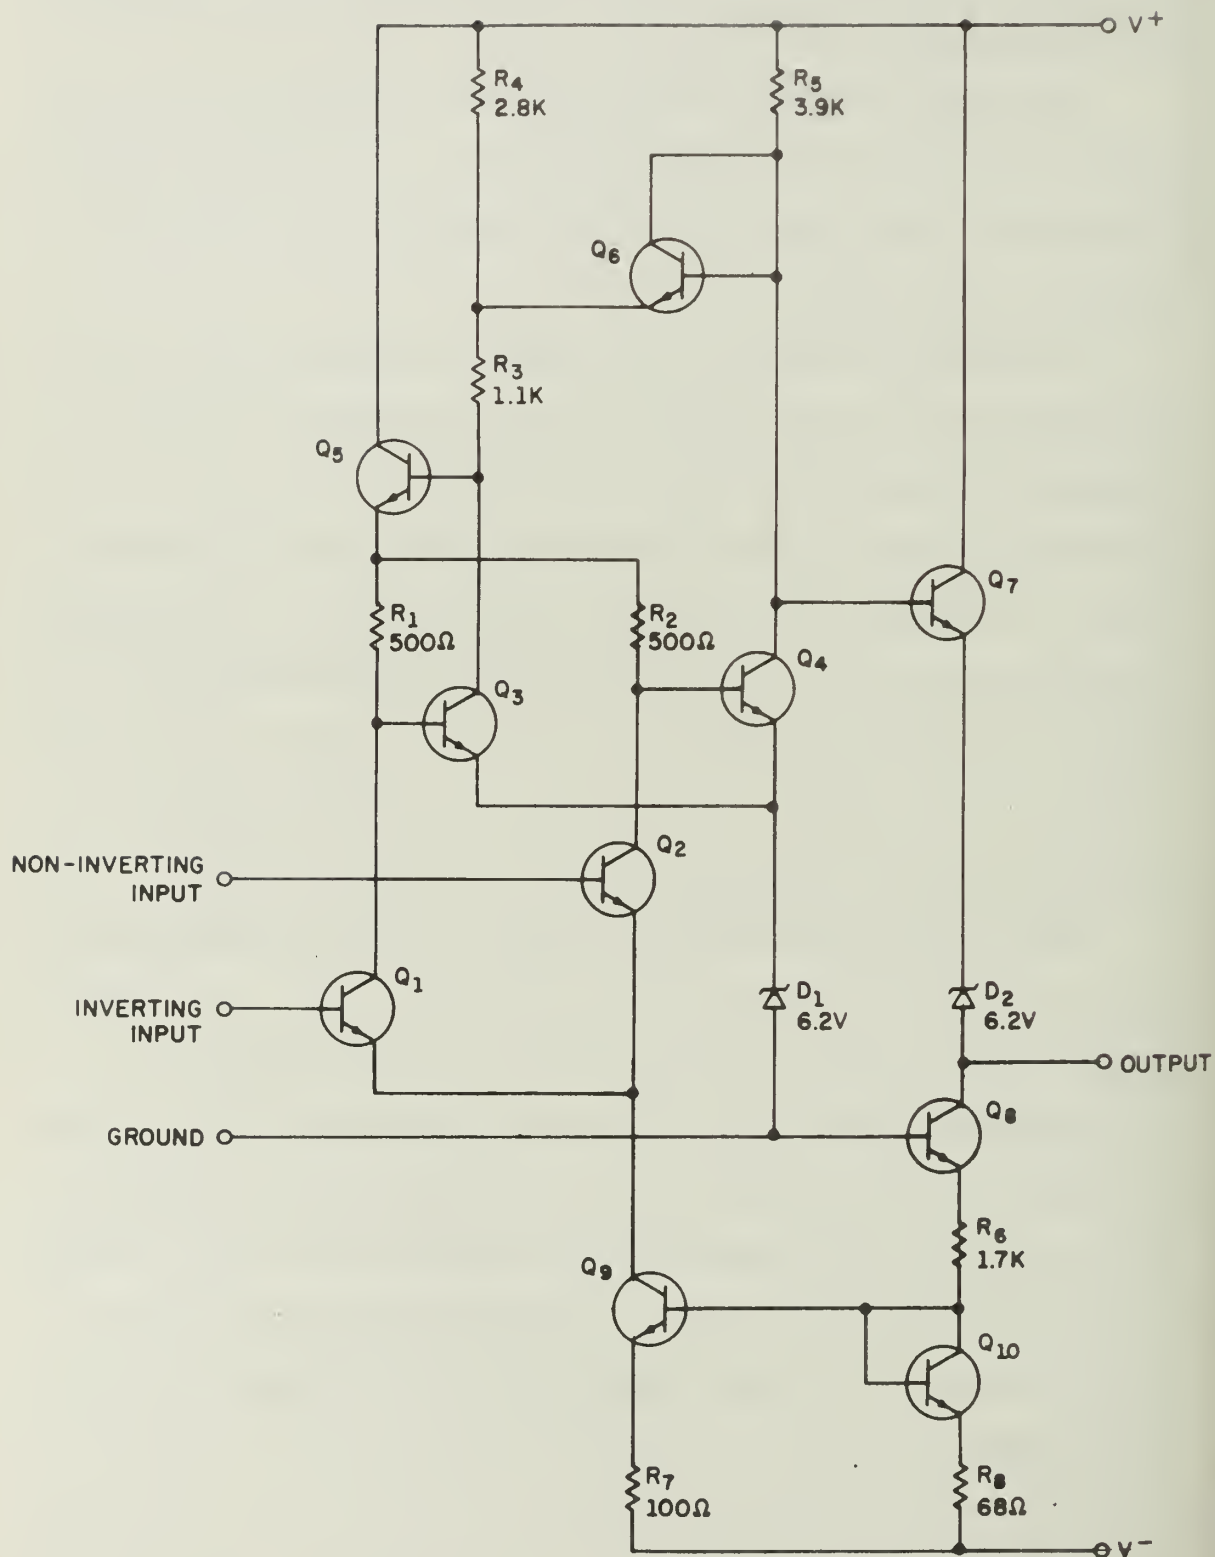 V+
R4
2.8K
R5
3.9K
Q6
R3
1.1K
Q5
Q7
R1
500Ω
R2
500Ω
Q4
Q3
Q2
NON-INVERTING
INPUT
Q1
D1
6.2V
D2
6.2V
INVERTING
INPUT
OUTPUT
Q8
GROUND
R6
1.7K
Q9
Q10
R7
100Ω
R8
68Ω
V-